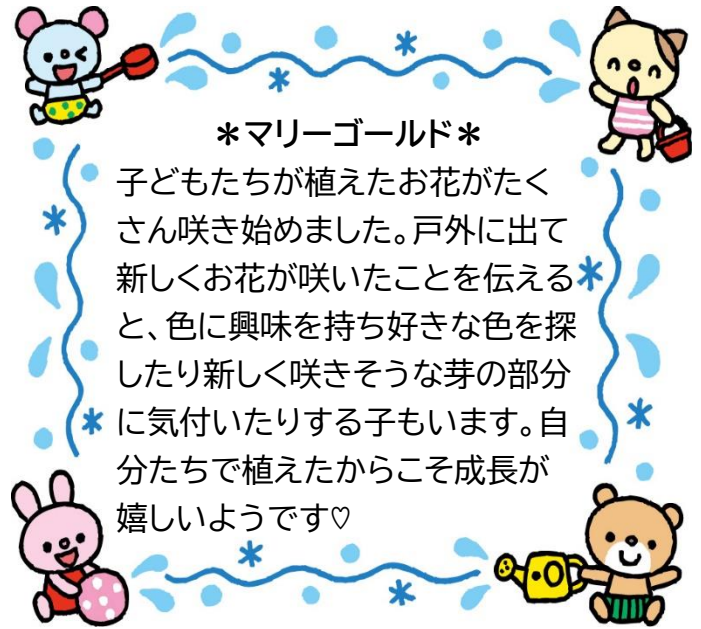 ＊マリーゴールド＊
子どもたちが植えたお花がたく
さん咲き始めました。戸外に出て
新しくお花が咲いたことを伝える
と、色に興味を持ち好きな色を探
したり新しく咲きそうな芽の部分
に気付いたりする子もいます。自
分たちで植えたからこそ成長が
嬉しいようです♡